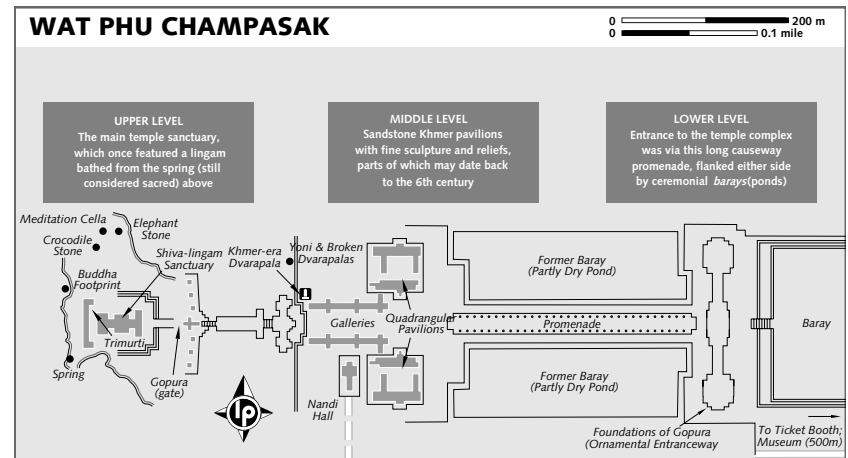 WAT PHU CHAMPASAK
0 200 m
0 0.1 mile
UPPER LEVEL
The main temple sanctuary,
which once featured a lingam
bathed from the spring (still
considered sacred) above
MIDDLE LEVEL
Sandstone Khmer pavilions
with fine sculpture and reliefs,
parts of which may date back
to the 6th century
LOWER LEVEL
Entrance to the temple complex
was via this long causeway
promenade, flanked either side
by ceremonial barays(ponds)
Meditation Cella
Elephant
Stone
Crocodile
Stone
Shiva-lingam
Sanctuary
Khmer-era
Dvarapala
Yoni & Broken
Dvarapalas
Buddha
Footprint
Trimurti
Spring
Gopura
(gate)
Galleries
Quadrangular
Pavilions
Nandi
Hall
Former Baray
(Partly Dry Pond)
Promenade
Former Baray
(Partly Dry Pond)
Baray
Foundations of Gopura
(Ornamental Entranceway
To Ticket Booth;
Museum (500m)
lp